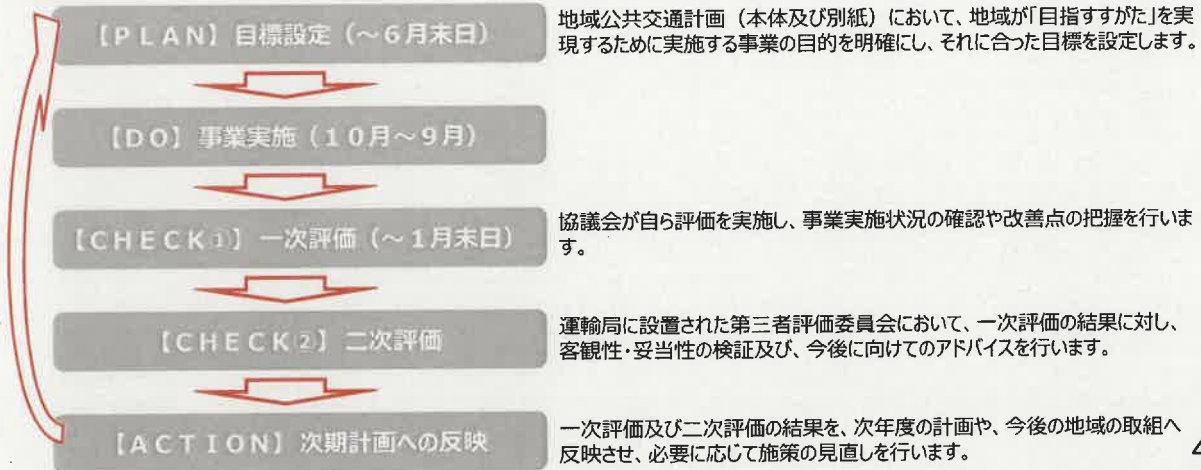 【PLAN】目標設定(~6月末日)
地域公共交通計画(本体及び別紙)において、地域が「目指すすがた」を実
現するために実施する事業の目的を明確にし、それに合った目標を設定します。
【DO】事業実施(10月~9月)
【CHECK①】一次評価(~1月末日)
協議会が自ら評価を実施し、事業実施状況の確認や改善点の把握を行いま
す。
【CHECK②】二次評価
運輸局に設置された第三者評価委員会において、一次評価の結果に対し、
客観性・妥当性の検証及び、今後に向けてのアドバイスを行います。
【ACTION】次期計画への反映
一次評価及び二次評価の結果を、次年度の計画や、今後の地域の取組へ
反映させ、必要に応じて施策の見直しを行います。